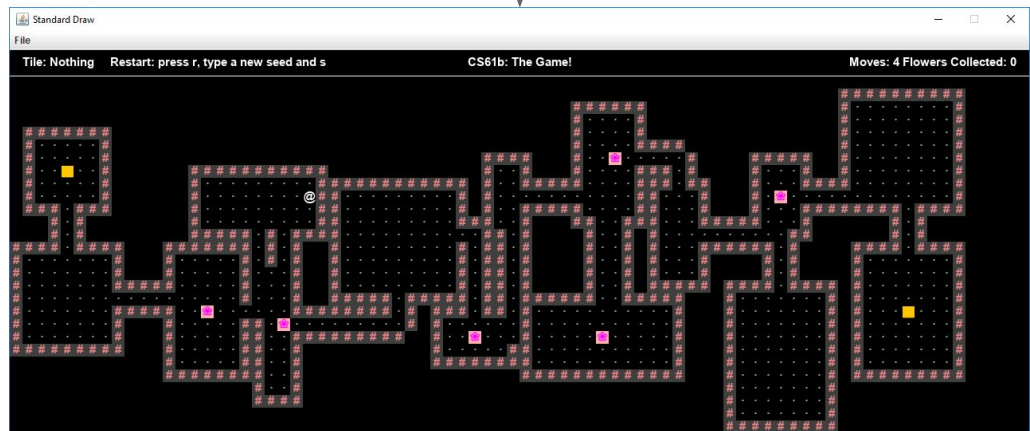 Standard Draw
File
Tile: Nothing Restart: press r, type a new seed and s CS61b: The Game! Moves: 4 Flowers Collected: 0